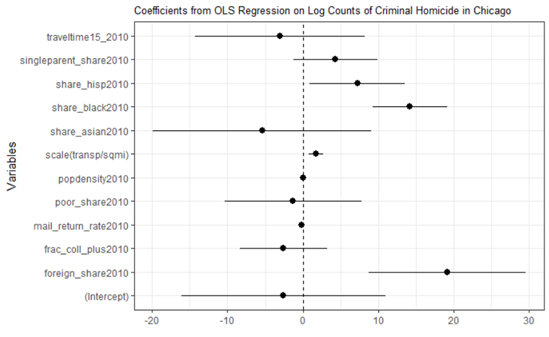 Coefficients from OLS Regression on Log Counts of Criminal Homicide in Chicago
Variables
traveltime15_2010
singleparent_share2010
share_hisp2010
share_black2010
share_asian2010
scale(transp/sqmi)
popdensity2010
poor_share2010
mail_return_rate2010
frac_coll_plus2010
foreign_share2010
(Intercept)
-20 -10 0 10 20 30